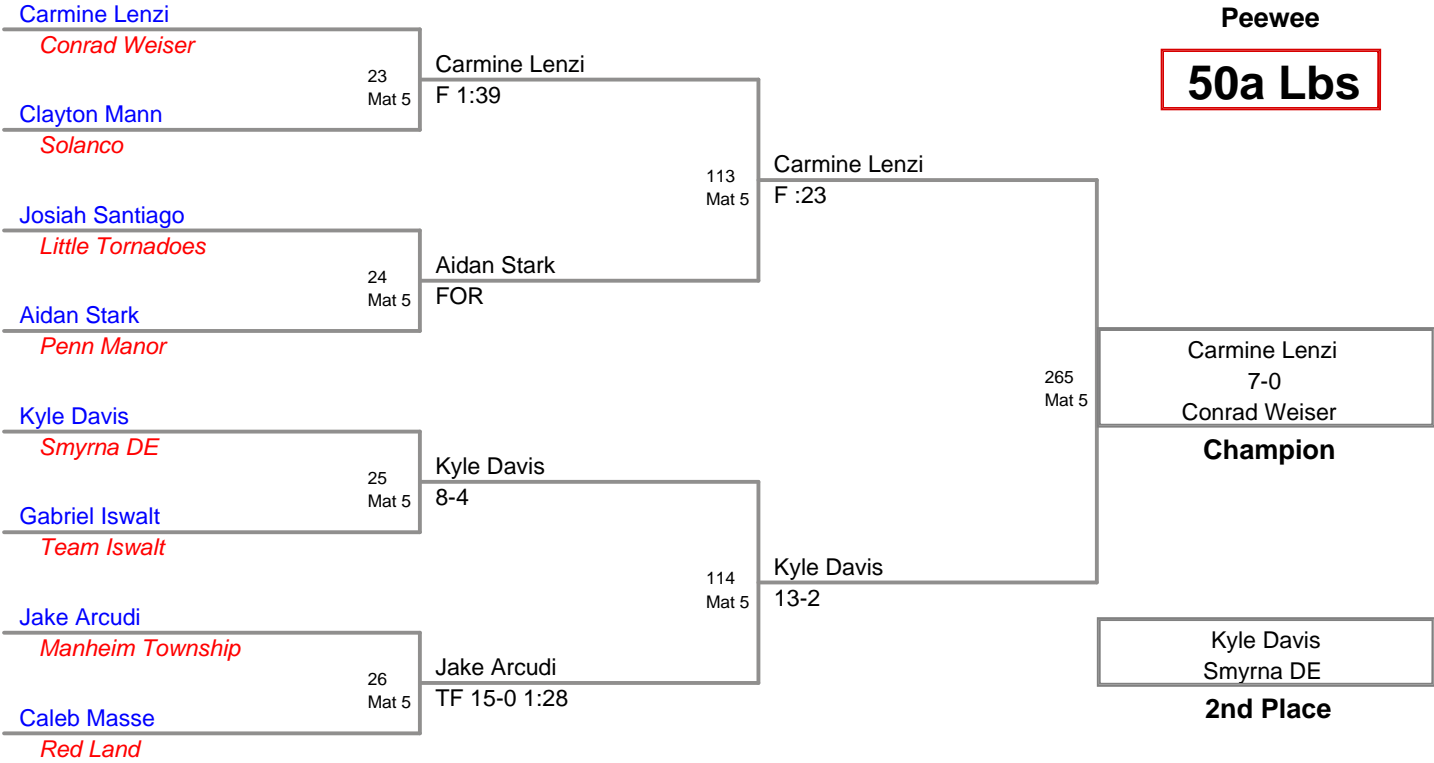 Carmine Lenzi
Conrad Weiser
23
Mat 5
Carmine Lenzi
F 1:39
Clayton Mann
Solanco
113
Mat 5
Carmine Lenzi
F :23
Josiah Santiago
Little Tornadoes
24
Mat 5
Aidan Stark
FOR
Aidan Stark
Penn Manor
265
Mat 5
Kyle Davis
Smyrna DE
25
Mat 5
Kyle Davis
8-4
Gabriel Iswalt
Team Iswalt
114
Mat 5
Kyle Davis
13-2
Jake Arcudi
Manheim Township
26
Mat 5
Jake Arcudi
TF 15-0 1:28
Caleb Masse
Red Land
Peewee
50a Lbs
Carmine Lenzi
7-0
Conrad Weiser
Champion
Kyle Davis
Smyrna DE
2nd Place